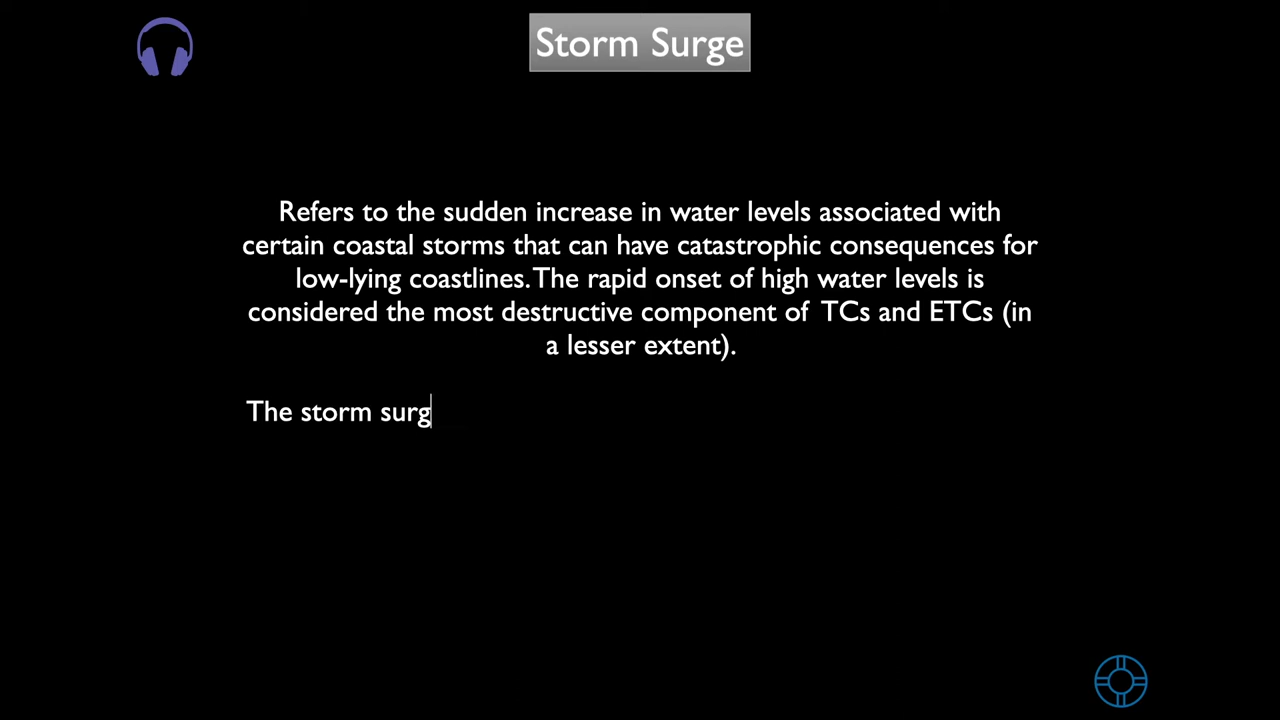 Storm Surge
Refers to the sudden increase in water levels associated with
certain coastal storms that can have catastrophic consequences for
low-lying coastlines. The rapid onset of high water levels is
considered the most destructive component of TCs and ETCs (in
a lesser extent).
The storm surg